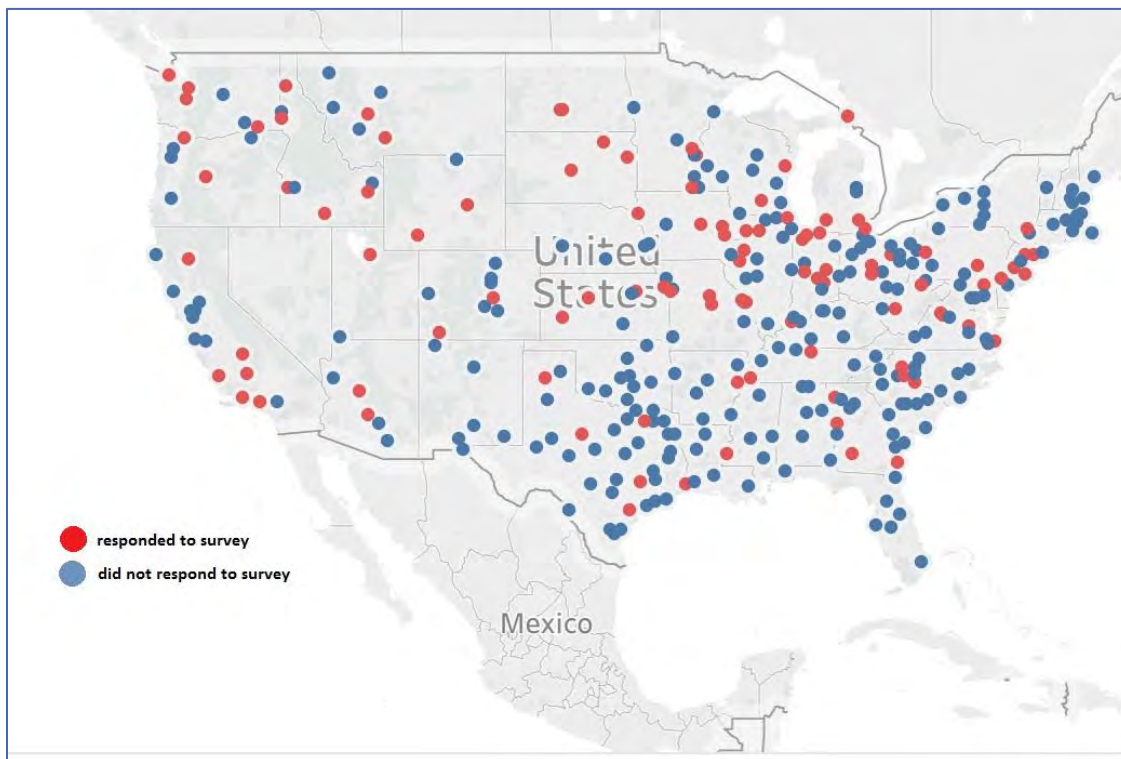 United
States
responded to survey
did not respond to survey
Mexico